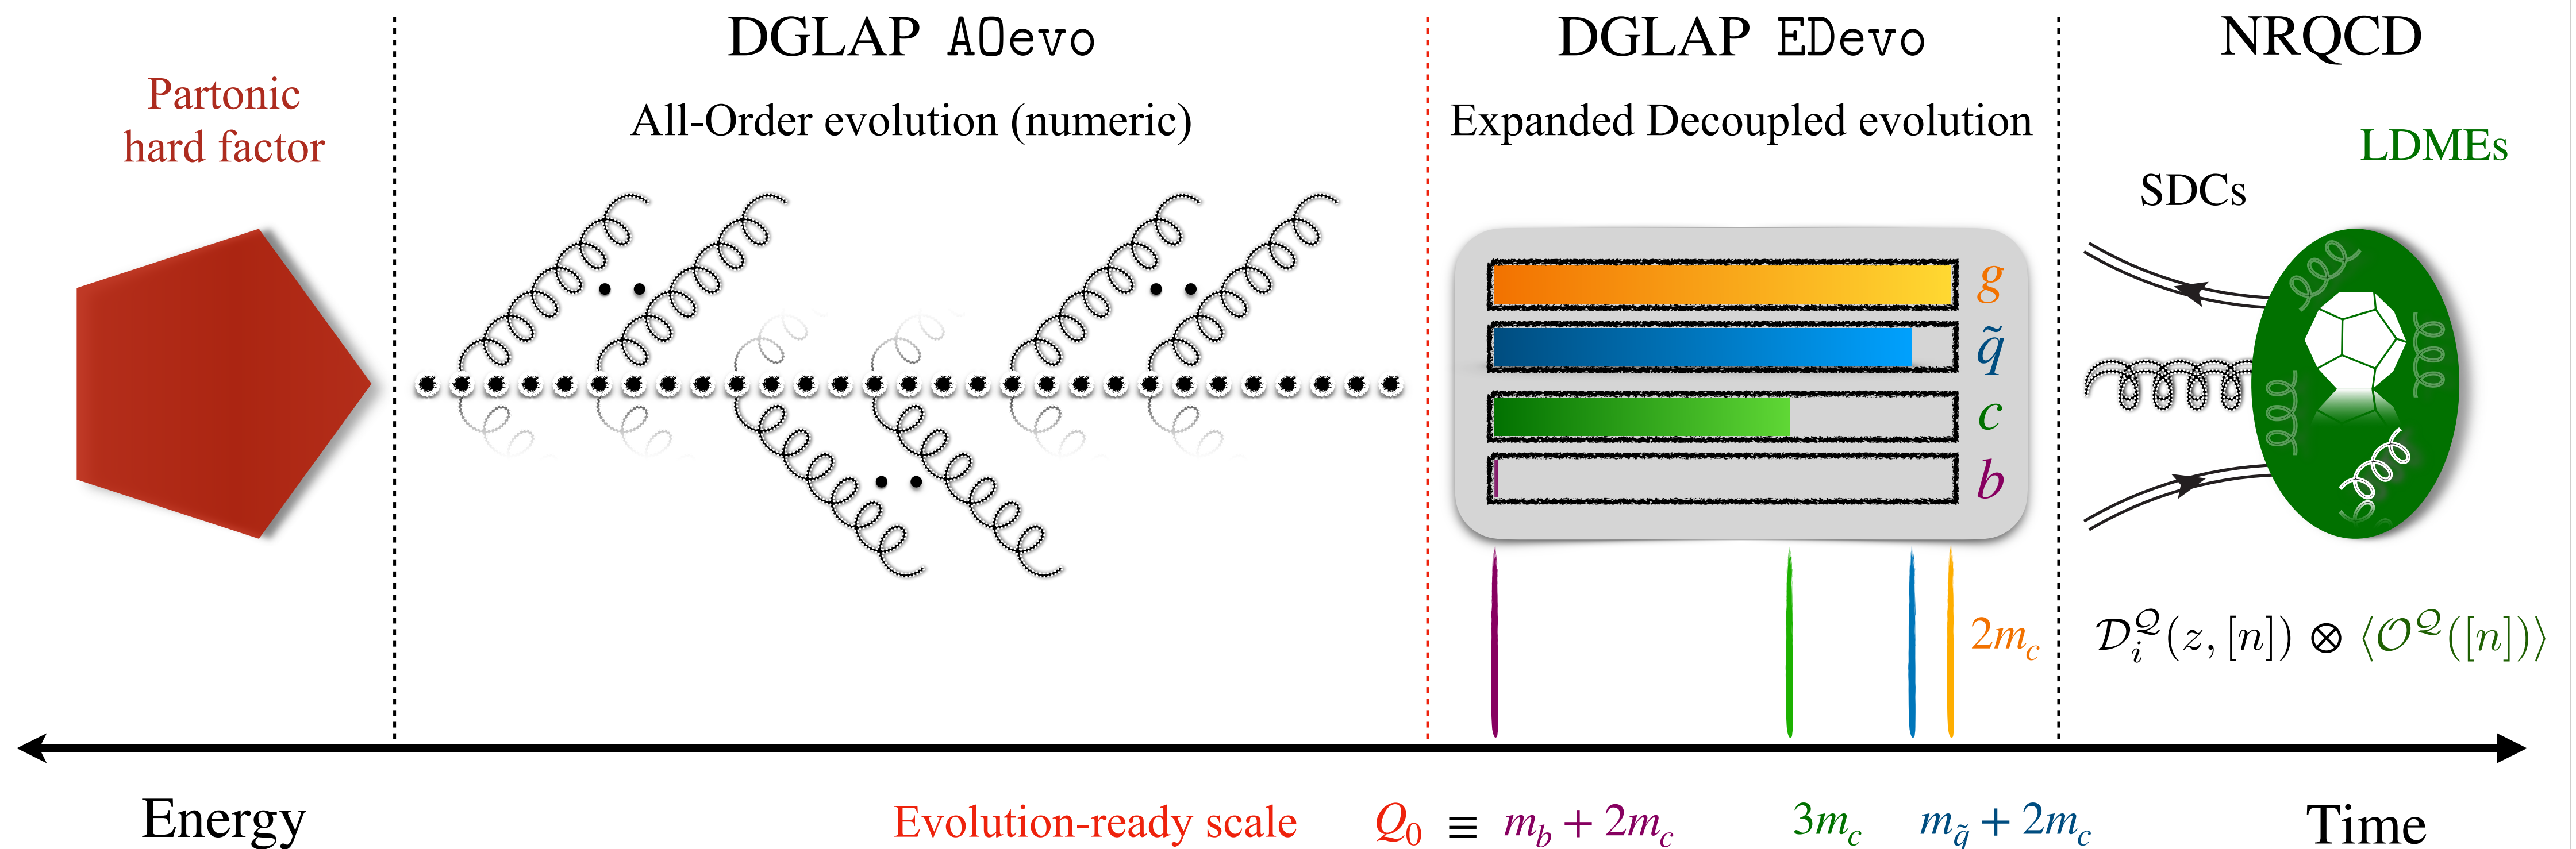 DGLAP AOevo
DGLAP EDevo
NRQCD
Partonic
hard factor
All-Order evolution (numeric)
Expanded Decoupled evolution
LDMEs
SDCs
g
q̃
c
b
2m_c
𝒟_i^𝒬(z, [n]) ⊗ ⟨𝒪^𝒬([n])⟩
Energy
Evolution-ready scale Q_0 ≡ m_b + 2m_c
3m_c
m_q̃ + 2m_c
Time